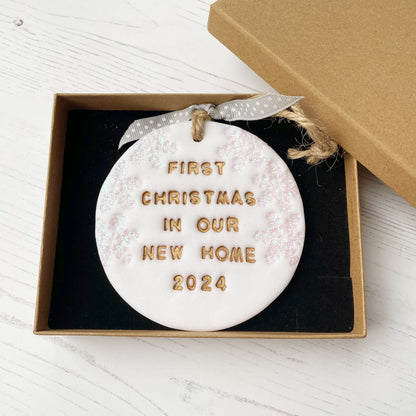 FIRST
CHRISTMAS
IN OUR
NEW HOME
2024